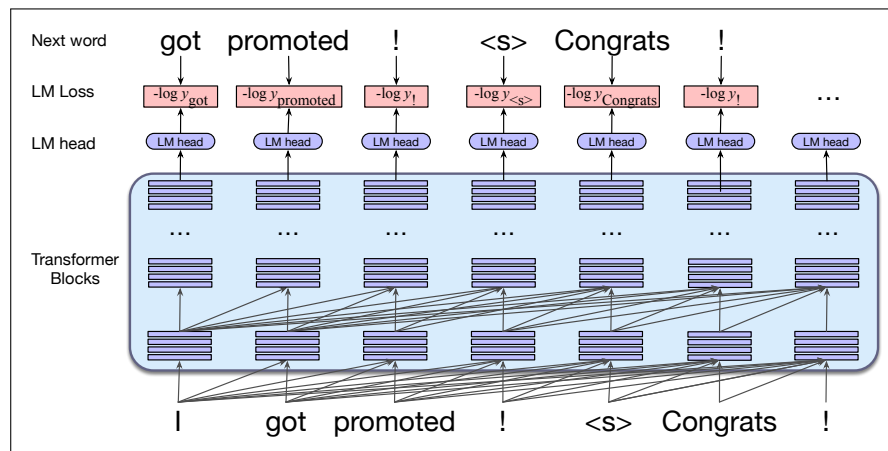 Next word got promoted ! <s> Congrats !
LM Loss -log y_got -log y_promoted -log y_! -log y_<s> -log y_Congrats -log y_! ...
LM head LM head LM head LM head LM head LM head LM head LM head
... ... ... ... ... ... ...
Transformer
Blocks
I got promoted ! <s> Congrats !